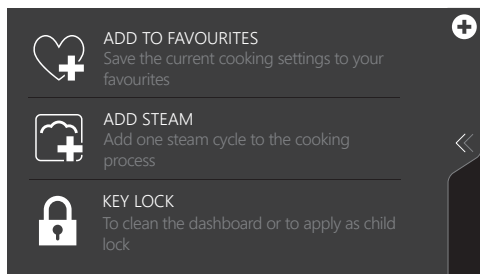 ADD TO FAVOURITES
Save the current cooking settings to your
favourites
ADD STEAM
Add one steam cycle to the cooking
process
KEY LOCK
To clean the dashboard or to apply as child
lock